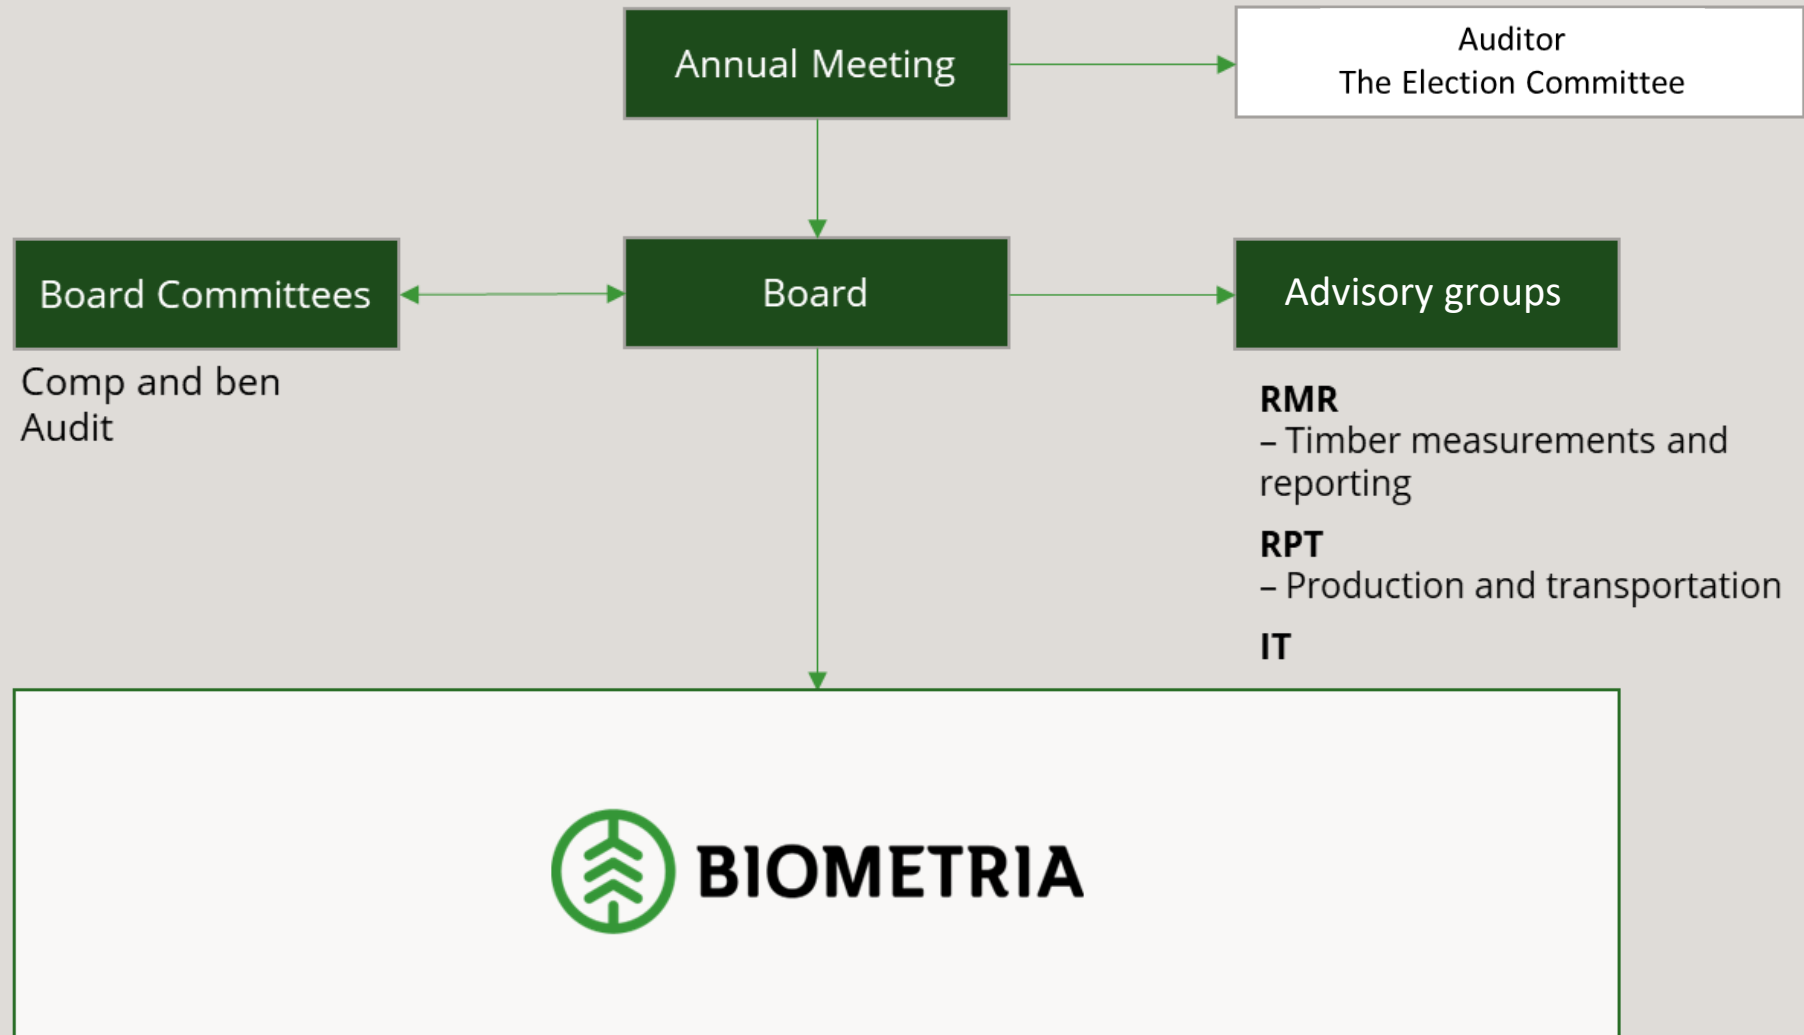 Annual Meeting
Auditor
The Election Committee
Board Committees
Board
Advisory groups
Comp and ben
Audit
RMR
– Timber measurements and
reporting
RPT
– Production and transportation
IT
BIOMETRIA